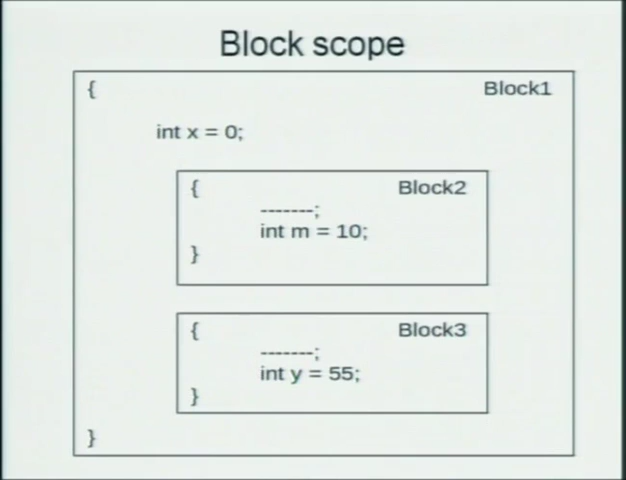 Block scope
{ Block1
int x = 0;
{ Block2
-------;
int m = 10;
}
{ Block3
-------;
int y = 55;
}
}